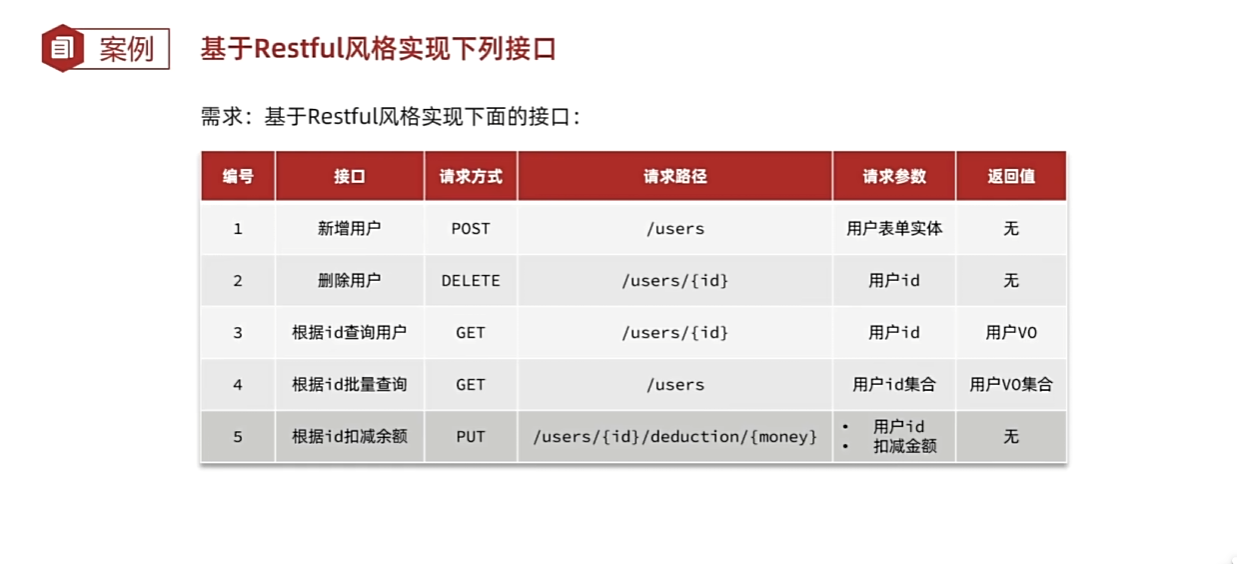 案例
基于Restful风格实现下列接口
需求：基于Restful风格实现下面的接口：
编号 接口 请求方式 请求路径 请求参数 返回值
1 新增用户 POST /users 用户表单实体 无
2 删除用户 DELETE /users/{id} 用户id 无
3 根据id查询用户 GET /users/{id} 用户id 用户VO
4 根据id批量查询 GET /users 用户id集合 用户VO集合
5 根据id扣减余额 PUT /users/{id}/deduction/{money} • 用户id
• 扣减金额 无